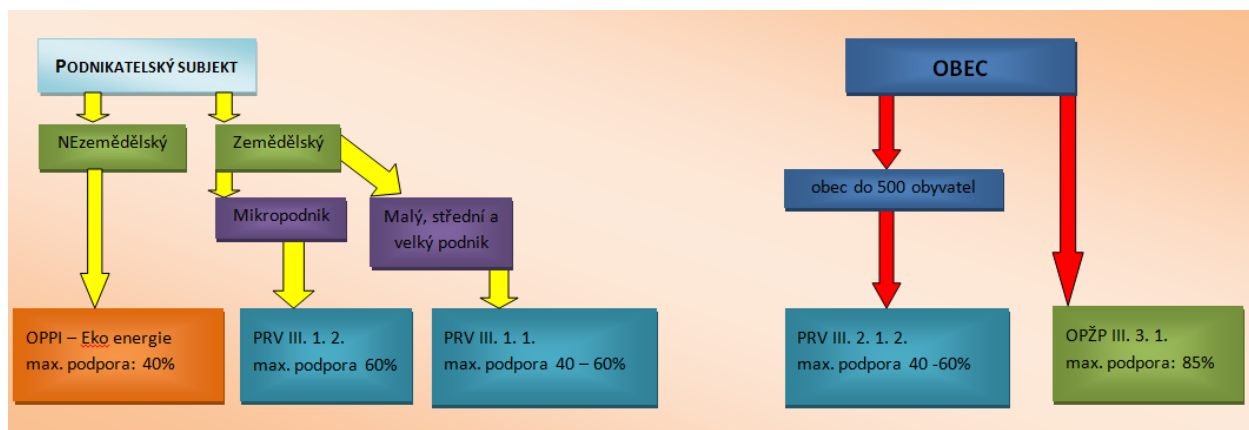 PODNIKATELSKÝ SUBJEKT
OBEC
NEzemědělský
Zemědělský
obec do 500 obyvatel
Mikropodnik
Malý, střední a
velký podnik
OPPI – Eko energie
max. podpora: 40%
PRV III. 1. 2.
max. podpora 60%
PRV III. 1. 1.
max. podpora 40 – 60%
PRV III. 2. 1. 2.
max. podpora 40 -60%
OPŽP III. 3. 1.
max. podpora: 85%